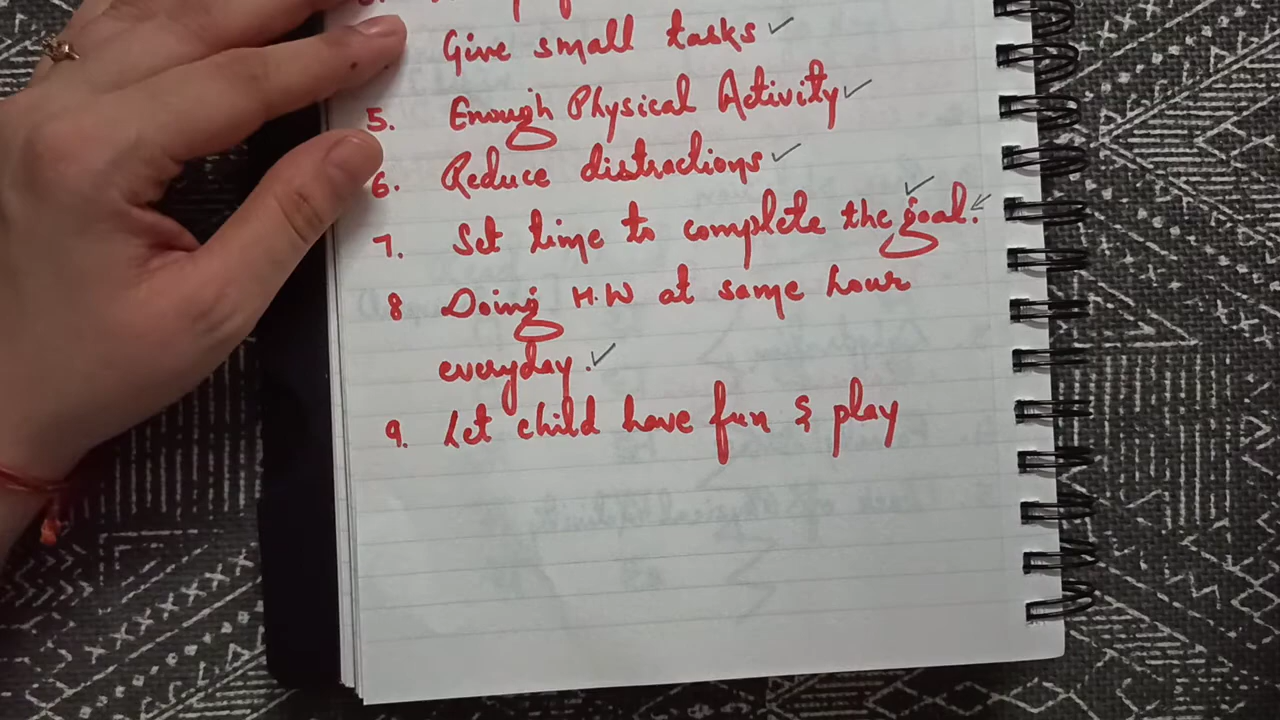 Give small tasks ✓
5. Enough Physical Activity ✓
6. Reduce distractions ✓
7. Set time to complete the goal. ✓
8 Doing H.W at same hour
everyday. ✓
9. Let child have fun & play